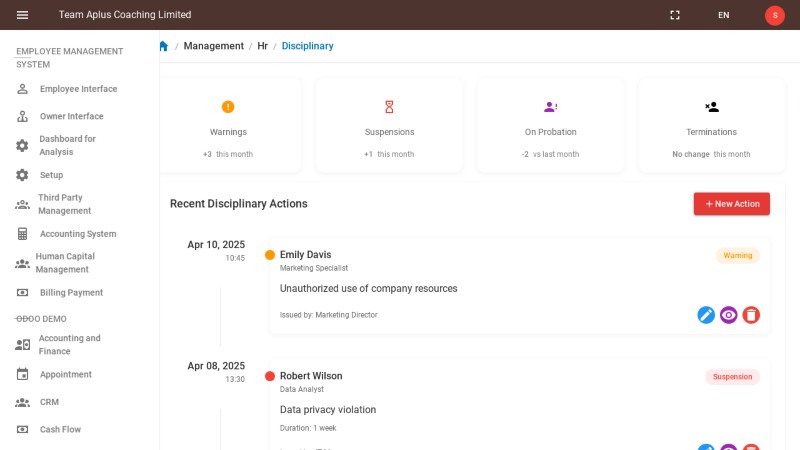 Team Aplus Coaching Limited
EN
S
EMPLOYEE MANAGEMENT
SYSTEM
Employee Interface
Owner Interface
Dashboard for
Analysis
Setup
Third Party
Management
Accounting System
Human Capital
Management
Billing Payment
ODOO DEMO
Accounting and
Finance
Appointment
CRM
Cash Flow
/ Management / Hr / Disciplinary
Warnings
+3 this month
Suspensions
+1 this month
On Probation
-2 vs last month
Terminations
No change this month
Recent Disciplinary Actions
+ New Action
Apr 10, 2025
10:45
Emily Davis
Warning
Marketing Specialist
Unauthorized use of company resources
Issued by: Marketing Director
Apr 08, 2025
13:30
Robert Wilson
Suspension
Data Analyst
Data privacy violation
Duration: 1 week